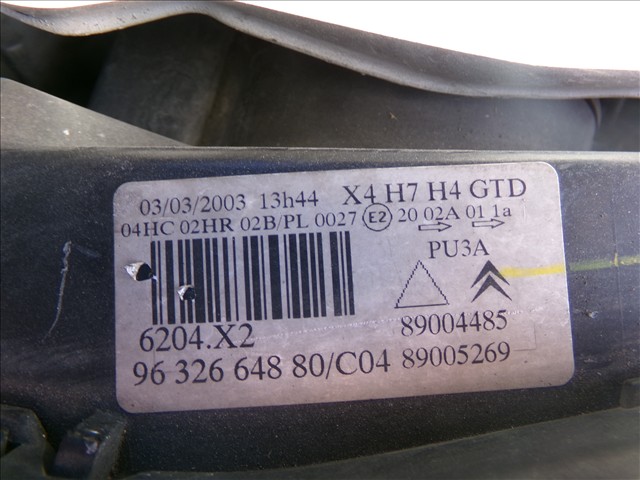 03/03/2003 13h44 X4 H7 H4 GTD
04HC 02HR 02B/PL 0027 E2 20 02A 01 1a
PU3A
6204.X2 89004485
96 326 648 80/C04 89005269